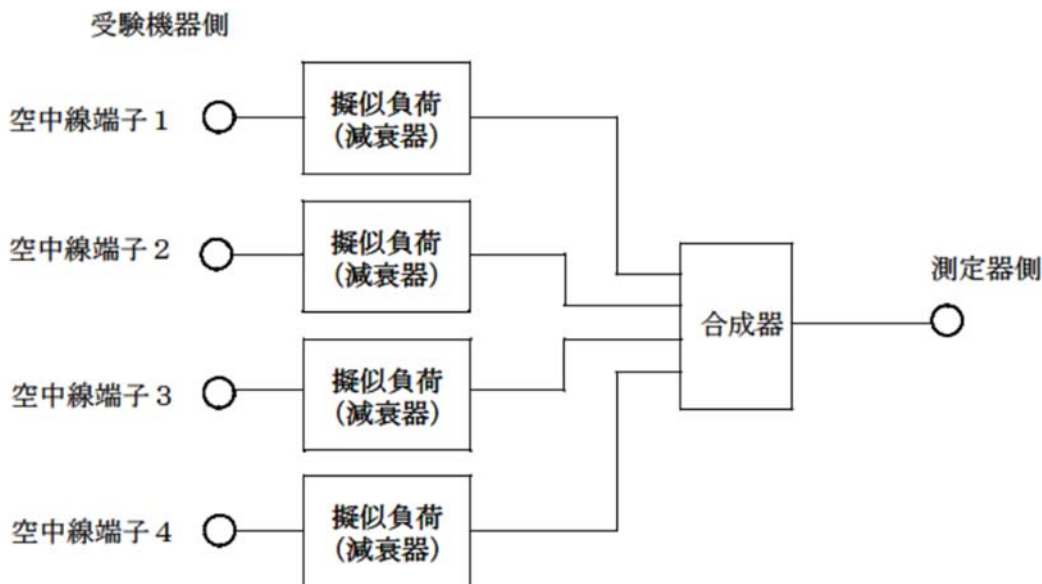 受験機器側
空中線端子１
擬似負荷
(減衰器)
空中線端子２
擬似負荷
(減衰器)
測定器側
合成器
空中線端子３
擬似負荷
(減衰器)
空中線端子４
擬似負荷
(減衰器)